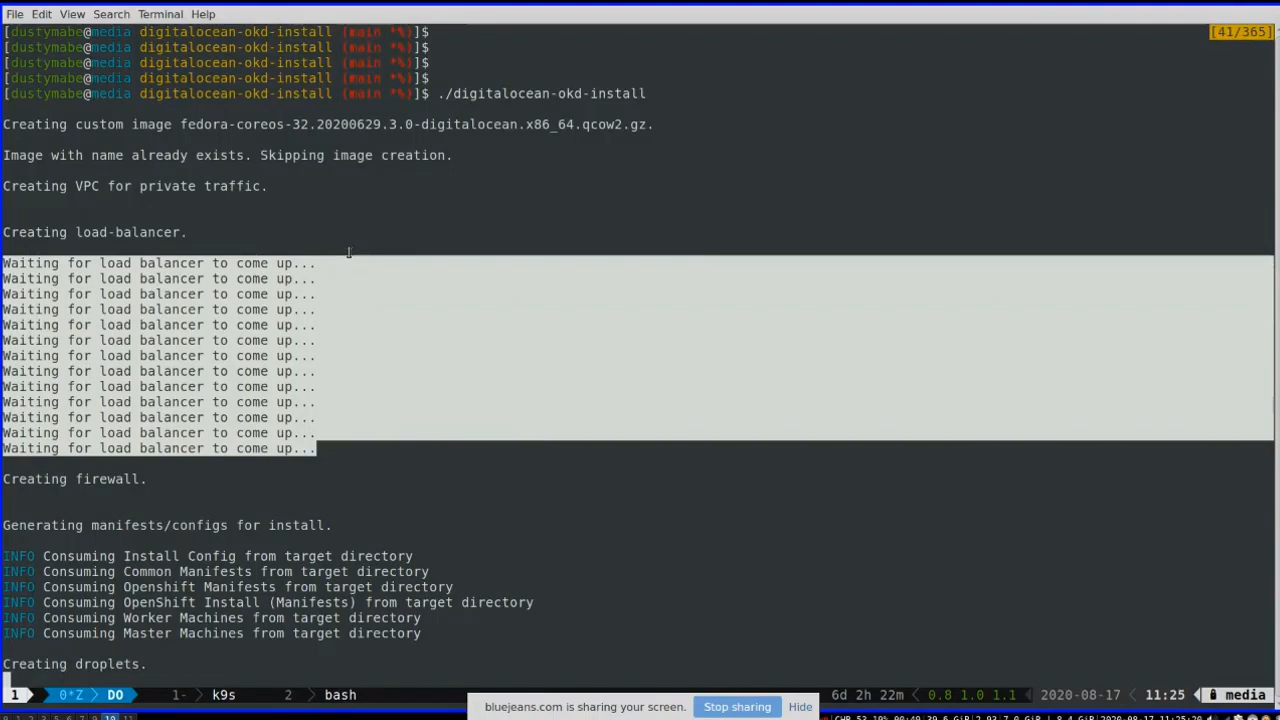 File Edit View Search Terminal Help
[dustymabe@media digitalocean-okd-install (main *%)]$ [41/365]
[dustymabe@media digitalocean-okd-install (main *%)]$
[dustymabe@media digitalocean-okd-install (main *%)]$
[dustymabe@media digitalocean-okd-install (main *%)]$
[dustymabe@media digitalocean-okd-install (main *%)]$ ./digitalocean-okd-install
Creating custom image fedora-coreos-32.20200629.3.0-digitalocean.x86_64.qcow2.gz.
Image with name already exists. Skipping image creation.
Creating VPC for private traffic.
Creating load-balancer.
Waiting for load balancer to come up...
Waiting for load balancer to come up...
Waiting for load balancer to come up...
Waiting for load balancer to come up...
Waiting for load balancer to come up...
Waiting for load balancer to come up...
Waiting for load balancer to come up...
Waiting for load balancer to come up...
Waiting for load balancer to come up...
Waiting for load balancer to come up...
Waiting for load balancer to come up...
Waiting for load balancer to come up...
Waiting for load balancer to come up...
Creating firewall.
Generating manifests/configs for install.
INFO Consuming Install Config from target directory
INFO Consuming Common Manifests from target directory
INFO Consuming Openshift Manifests from target directory
INFO Consuming OpenShift Install (Manifests) from target directory
INFO Consuming Worker Machines from target directory
INFO Consuming Master Machines from target directory
Creating droplets.
1 0*Z DO 1- k9s 2 bash 6d 2h 22m 0.8 1.0 1.1 2020-08-17 11:25 media
bluejeans.com is sharing your screen. Stop sharing Hide